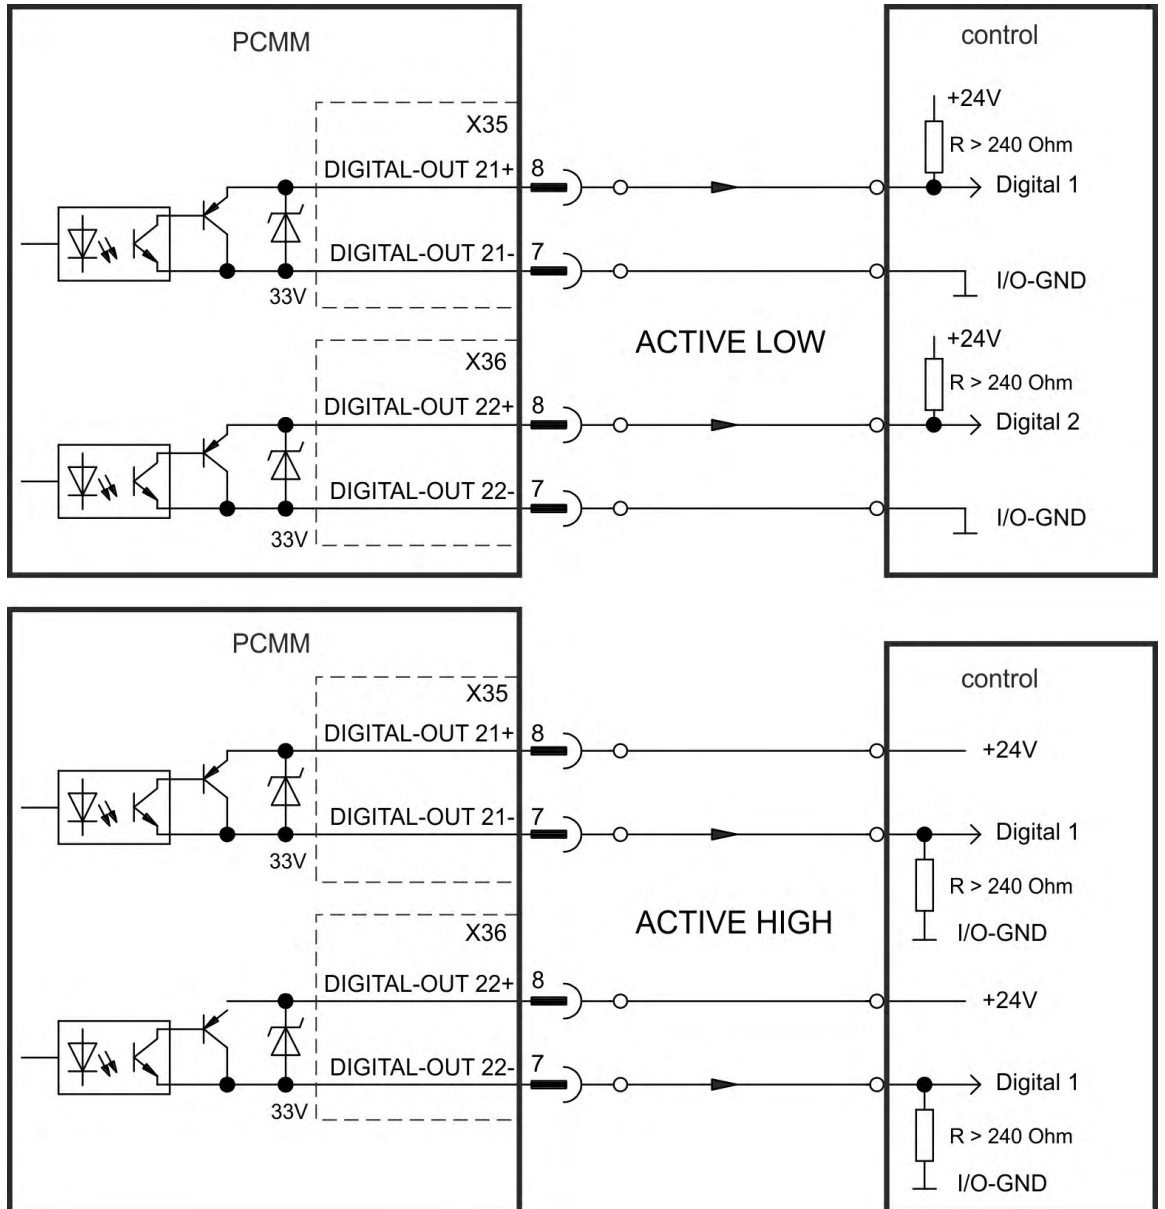 PCMM
control
+24V
X35
R > 240 Ohm
DIGITAL-OUT 21+
8
Digital 1
DIGITAL-OUT 21-
7
33V
I/O-GND
ACTIVE LOW
+24V
X36
R > 240 Ohm
DIGITAL-OUT 22+
8
Digital 2
DIGITAL-OUT 22-
7
33V
I/O-GND
PCMM
control
X35
DIGITAL-OUT 21+
8
+24V
DIGITAL-OUT 21-
7
Digital 1
33V
R > 240 Ohm
ACTIVE HIGH
X36
I/O-GND
DIGITAL-OUT 22+
8
+24V
DIGITAL-OUT 22-
7
Digital 1
33V
R > 240 Ohm
I/O-GND